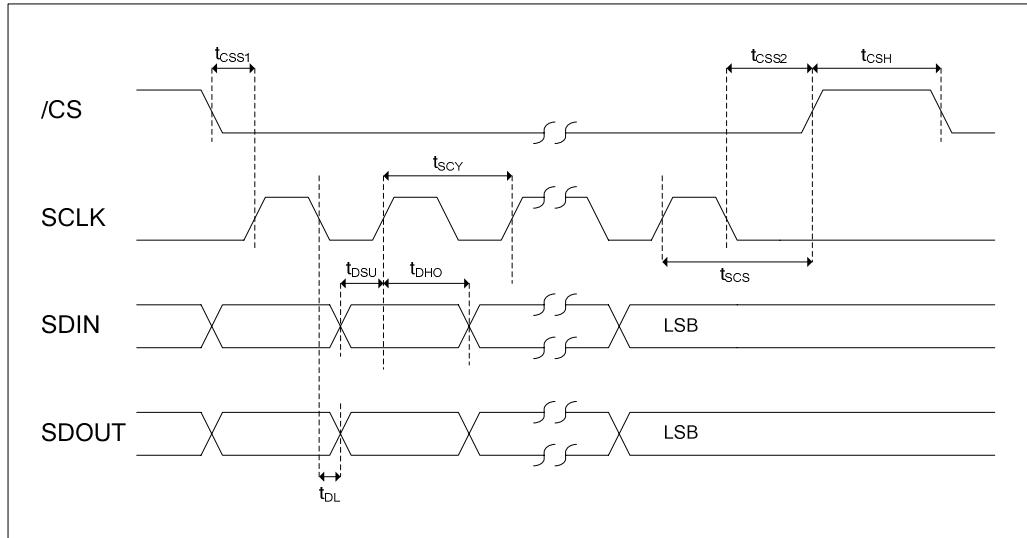 tCSS1
tCSS2
tCSH
/CS
tSCY
SCLK
tDSU
tDHO
tSCS
SDIN
LSB
SDOUT
LSB
tDL